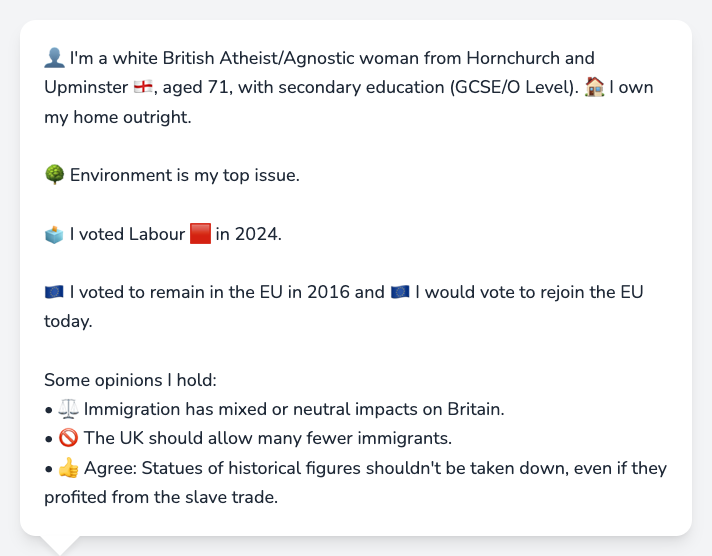 👤 I'm a white British Atheist/Agnostic woman from Hornchurch and
Upminster 🏴󠁧󠁢󠁥󠁮󠁧󠁿, aged 71, with secondary education (GCSE/O Level). 🏠 I own
my home outright.
🌳 Environment is my top issue.
🗳️ I voted Labour 🟥 in 2024.
🇪🇺 I voted to remain in the EU in 2016 and 🇪🇺 I would vote to rejoin the EU
today.
Some opinions I hold:
• ⚖️ Immigration has mixed or neutral impacts on Britain.
• 🚫 The UK should allow many fewer immigrants.
• 👍 Agree: Statues of historical figures shouldn't be taken down, even if they
profited from the slave trade.